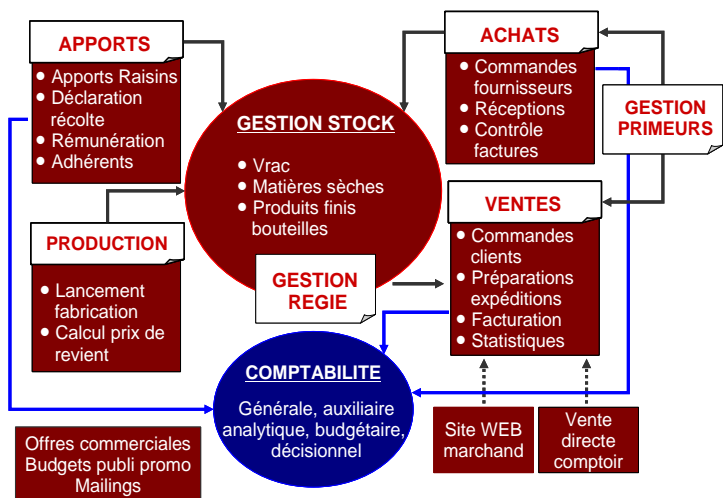 APPORTS
• Apports Raisins
• Déclaration
récolte
• Rémunération
• Adhérents
GESTION STOCK
• Vrac
• Matières sèches
• Produits finis
bouteilles
ACHATS
• Commandes
fournisseurs
• Réceptions
• Contrôle
factures
GESTION
PRIMEURS
PRODUCTION
• Lancement
fabrication
• Calcul prix de
revient
GESTION
REGIE
VENTES
• Commandes
clients
• Préparations
expéditions
• Facturation
• Statistiques
COMPTABILITE
Générale, auxiliaire
analytique, budgétaire,
décisionnel
Offres commerciales
Budgets publi promo
Mailings
Site WEB
marchand
Vente
directe
comptoir